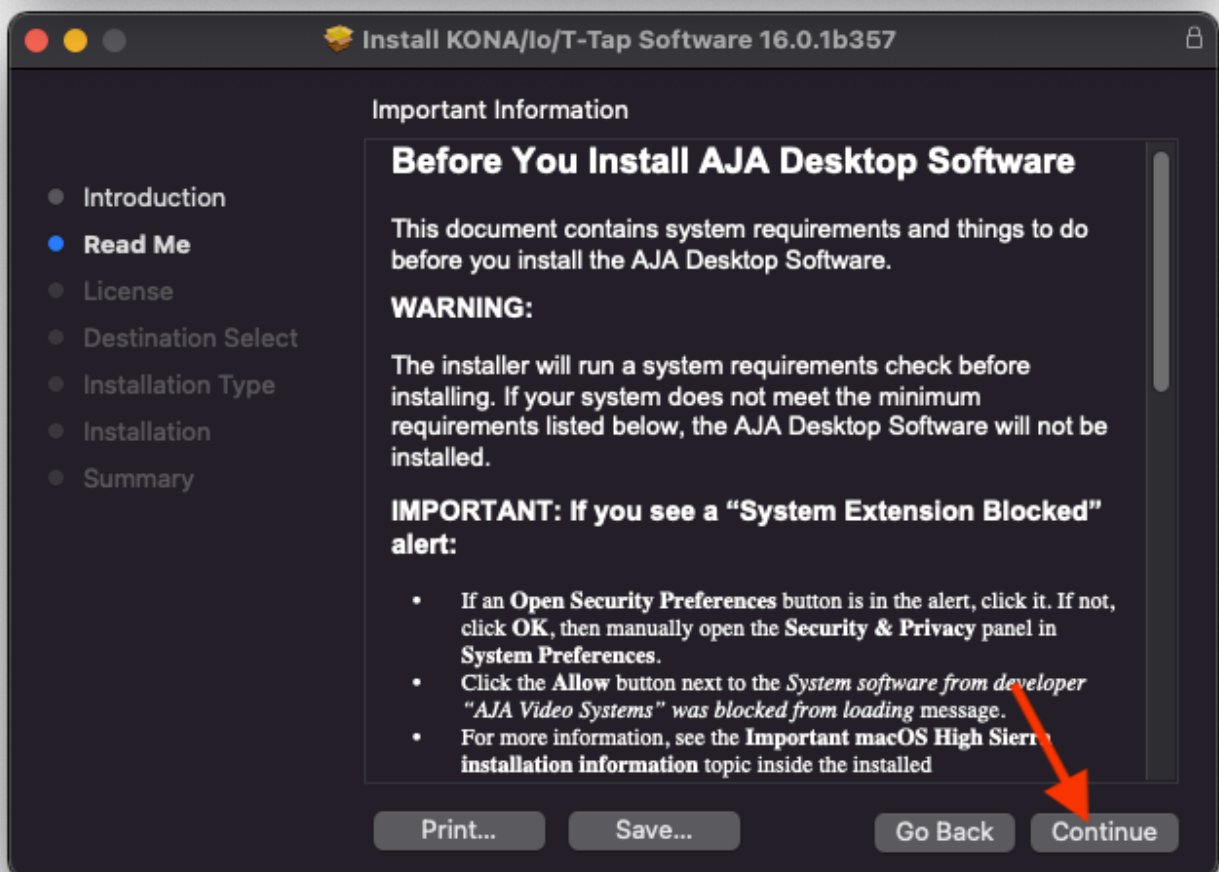 Install KONA/Io/T-Tap Software 16.0.1b357
Important Information
Introduction
Read Me
License
Destination Select
Installation Type
Installation
Summary
Before You Install AJA Desktop Software
This document contains system requirements and things to do
before you install the AJA Desktop Software.
WARNING:
The installer will run a system requirements check before
installing. If your system does not meet the minimum
requirements listed below, the AJA Desktop Software will not be
installed.
IMPORTANT: If you see a “System Extension Blocked”
alert:
• If an Open Security Preferences button is in the alert, click it. If not,
click OK, then manually open the Security & Privacy panel in
System Preferences.
• Click the Allow button next to the System software from developer
“AJA Video Systems” was blocked from loading message.
• For more information, see the Important macOS High Sierra
installation information topic inside the installed
Print...
Save...
Go Back
Continue